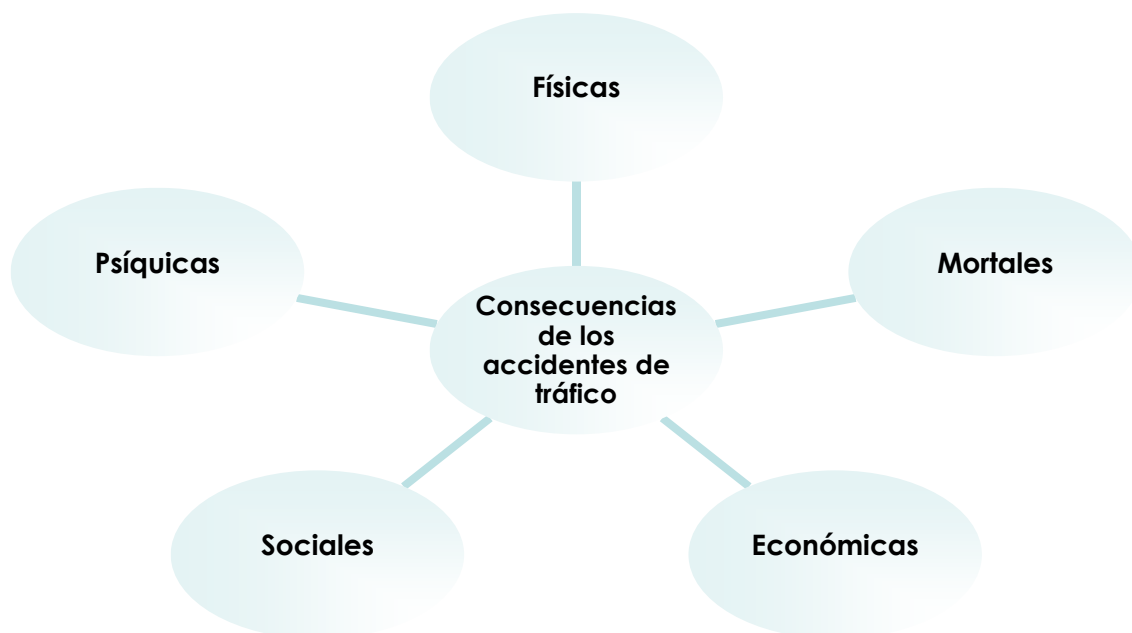 Físicas
Psíquicas
Mortales
Consecuencias
de los
accidentes de
tráfico
Sociales
Económicas